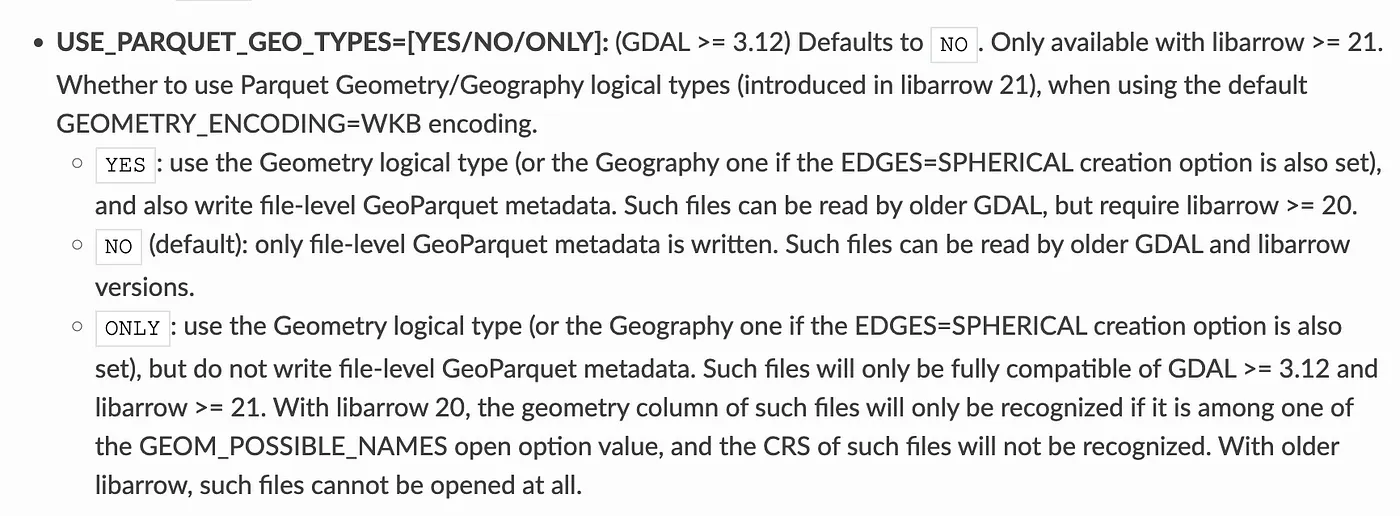 • USE_PARQUET_GEO_TYPES=[YES/NO/ONLY]: (GDAL >= 3.12) Defaults to NO . Only available with libarrow >= 21.
Whether to use Parquet Geometry/Geography logical types (introduced in libarrow 21), when using the default
GEOMETRY_ENCODING=WKB encoding.
○ YES : use the Geometry logical type (or the Geography one if the EDGES=SPHERICAL creation option is also set),
and also write file-level GeoParquet metadata. Such files can be read by older GDAL, but require libarrow >= 20.
○ NO (default): only file-level GeoParquet metadata is written. Such files can be read by older GDAL and libarrow
versions.
○ ONLY : use the Geometry logical type (or the Geography one if the EDGES=SPHERICAL creation option is also
set), but do not write file-level GeoParquet metadata. Such files will only be fully compatible of GDAL >= 3.12 and
libarrow >= 21. With libarrow 20, the geometry column of such files will only be recognized if it is among one of
the GEOM_POSSIBLE_NAMES open option value, and the CRS of such files will not be recognized. With older
libarrow, such files cannot be opened at all.